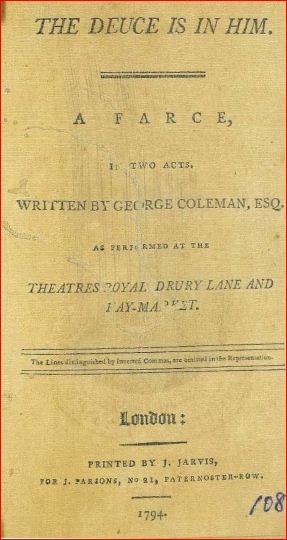 THE DEUCE IS IN HIM.
A FARCE,
IN TWO ACTS.
WRITTEN BY GEORGE COLEMAN, ESQ.
AS PERFORMED AT THE
THEATRES ROYAL DRURY-LANE AND
HAY-MARKET.
The Lines distinguished by Inverted Commas, are omitted in the Representation.
London:
PRINTED BY J. JARVIS,
FOR J. PARSONS, No 21, PATERNOSTER-ROW.
1794.
108